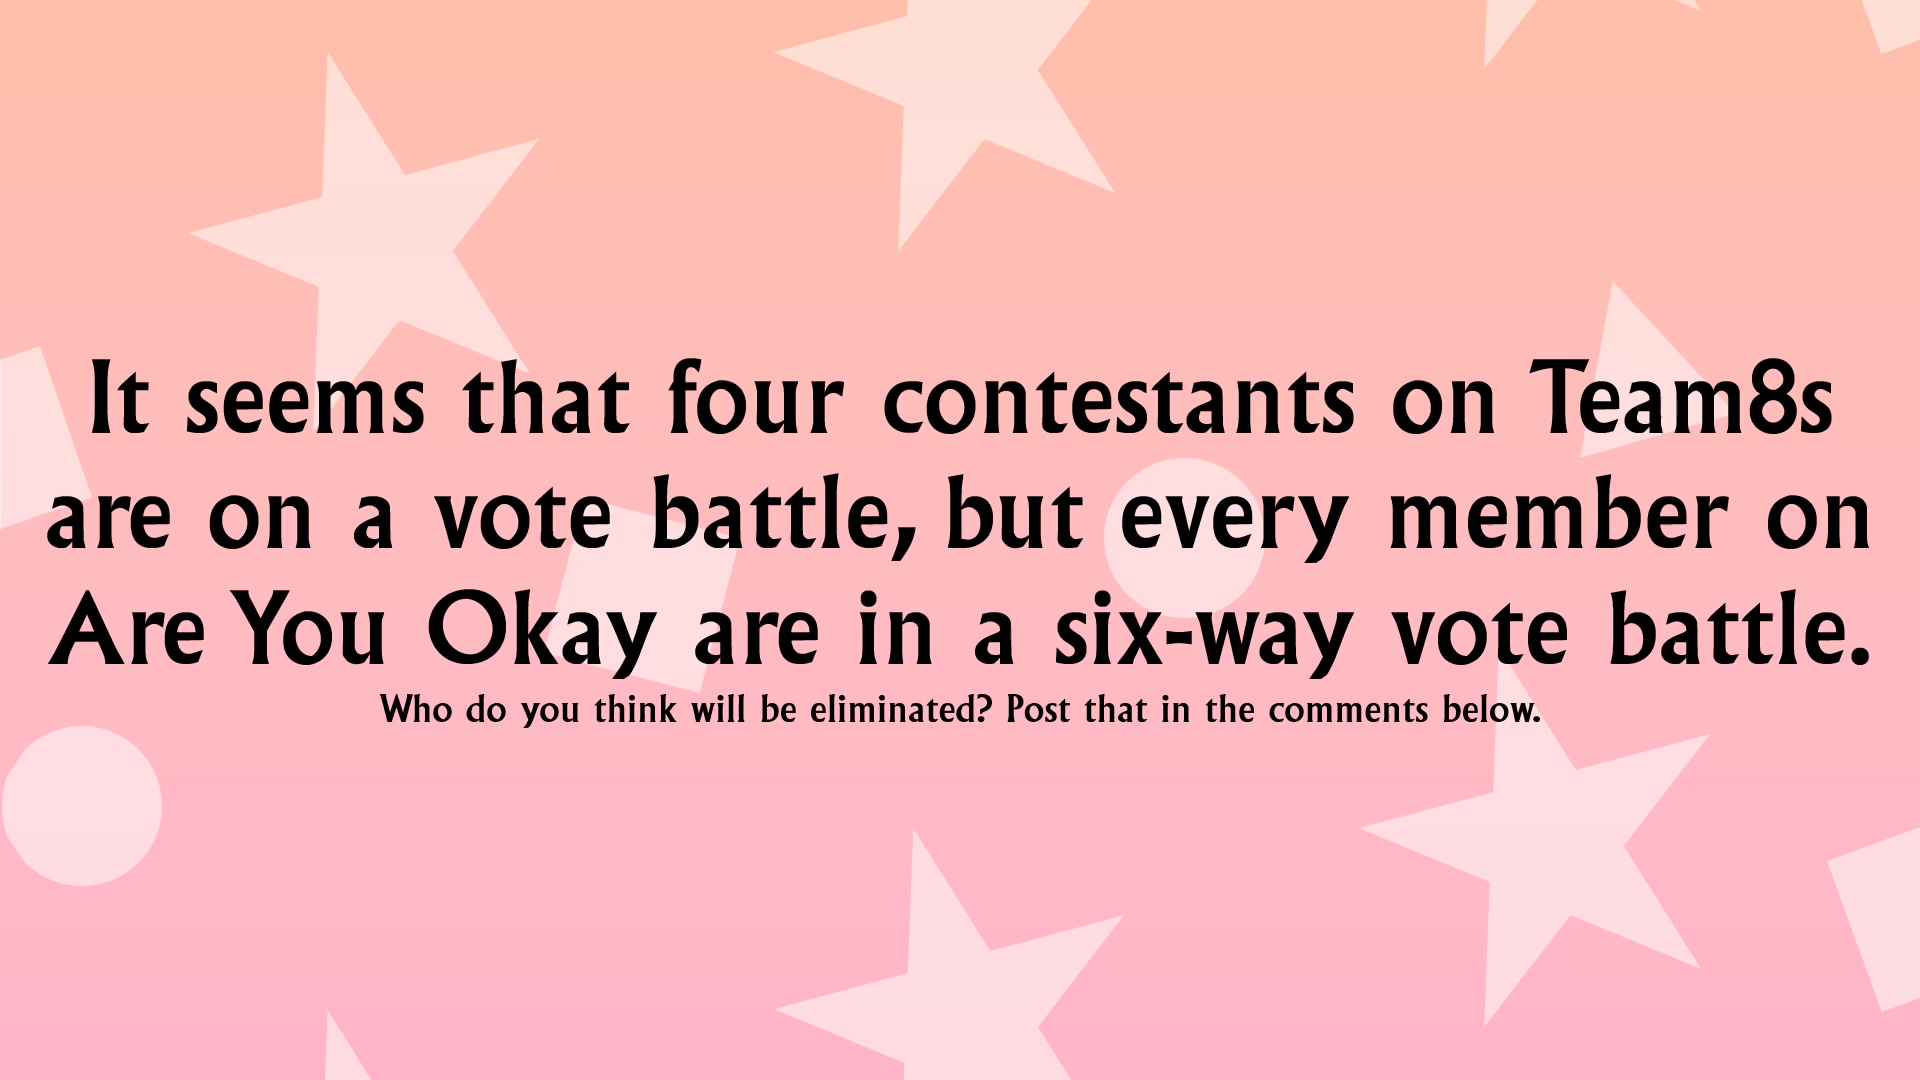 It seems that four contestants on Team8s
are on a vote battle, but every member on
Are You Okay are in a six-way vote battle.
Who do you think will be eliminated? Post that in the comments below.